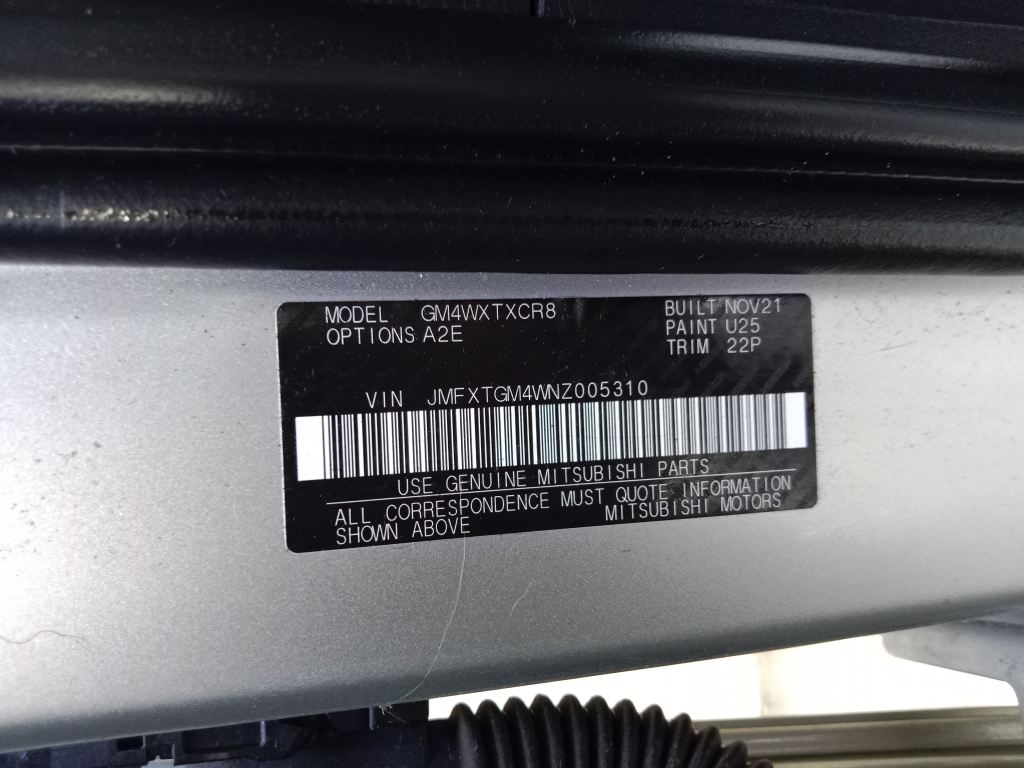 MODEL GM4WXTXCR8 BUILT NOV21
OPTIONS A2E PAINT U25
TRIM 22P
VIN JMFXTGM4WNZ005310
USE GENUINE MITSUBISHI PARTS
ALL CORRESPONDENCE MUST QUOTE INFORMATION
SHOWN ABOVE MITSUBISHI MOTORS